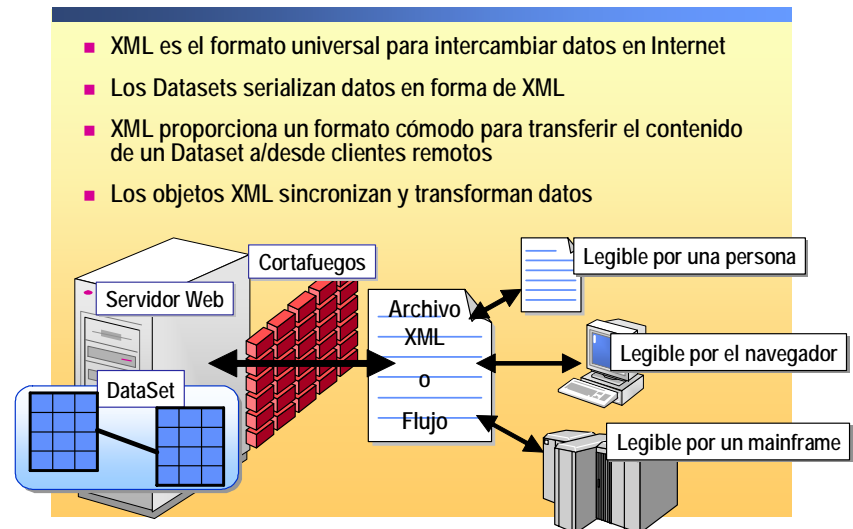 XML es el formato universal para intercambiar datos en Internet
Los Datasets serializan datos en forma de XML
XML proporciona un formato cómodo para transferir el contenido
de un Dataset a/desde clientes remotos
Los objetos XML sincronizan y transforman datos
Cortafuegos
Legible por una persona
Servidor Web
Archivo
XML
o
Flujo
Legible por el navegador
DataSet
Legible por un mainframe